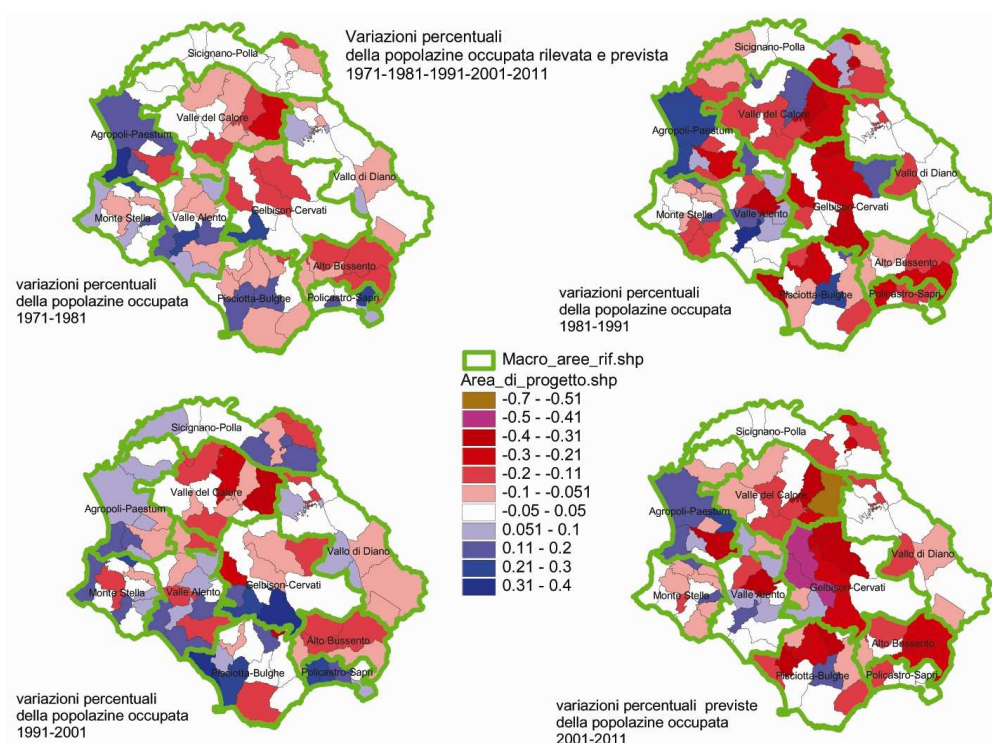 Variazioni percentuali
della popolazine occupata rilevata e prevista
1971-1981-1991-2001-2011
Sicignano-Polla
Agropoli-Paestum
Valle del Calore
Vallo di Diano
Monte Stella
Valle Alento
Gelbison-Cervati
Alto Bussento
Pisciotta-Bulghe
Policastro-Sapri
variazioni percentuali
della popolazine occupata
1971-1981
Sicignano-Polla
Agropoli-Paestum
Valle del Calore
Vallo di Diano
Monte Stella
Valle Alento
Gelbison-Cervati
Alto Bussento
Pisciotta-Bulghe
Policastro-Sapri
variazioni percentuali
della popolazine occupata
1981-1991
Macro_aree_rif.shp
Area_di_progetto.shp
-0.7 - -0.51
-0.5 - -0.41
-0.4 - -0.31
-0.3 - -0.21
-0.2 - -0.11
-0.1 - -0.051
-0.05 - 0.05
0.051 - 0.1
0.11 - 0.2
0.21 - 0.3
0.31 - 0.4
Sicignano-Polla
Agropoli-Paestum
Valle del Calore
Vallo di Diano
Monte Stella
Valle Alento
Gelbison-Cervati
Alto Bussento
Pisciotta-Bulghe
Policastro-Sapri
variazioni percentuali
della popolazine occupata
1991-2001
Sicignano-Polla
Agropoli-Paestum
Valle del Calore
Vallo di Diano
Monte Stella
Valle Alento
Gelbison-Cervati
Alto Bussento
Pisciotta-Bulghe
Policastro-Sapri
variazioni percentuali previste
della popolazine occupata
2001-2011